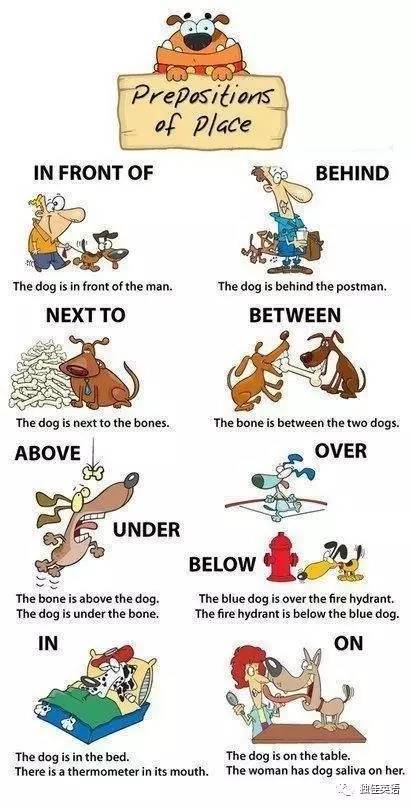 Prepositions
of place
IN FRONT OF
The dog is in front of the man.
BEHIND
The dog is behind the postman.
NEXT TO
The dog is next to the bones.
BETWEEN
The bone is between the two dogs.
ABOVE
UNDER
The bone is above the dog.
The dog is under the bone.
OVER
BELOW
The blue dog is over the fire hydrant.
The fire hydrant is below the blue dog.
IN
The dog is in the bed.
There is a thermometer in its mouth.
ON
The dog is on the table.
The woman has dog saliva on her.
独佳英语